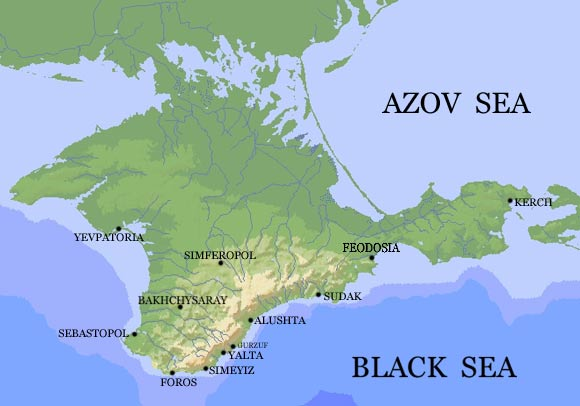 AZOV SEA
KERCH
YEVPATORIA
FEODOSIA
SIMFEROPOL
SUDAK
BAKHCHYSARAY
ALUSHTA
SEBASTOPOL
GURZUF
YALTA
BLACK SEA
SIMEYIZ
FOROS